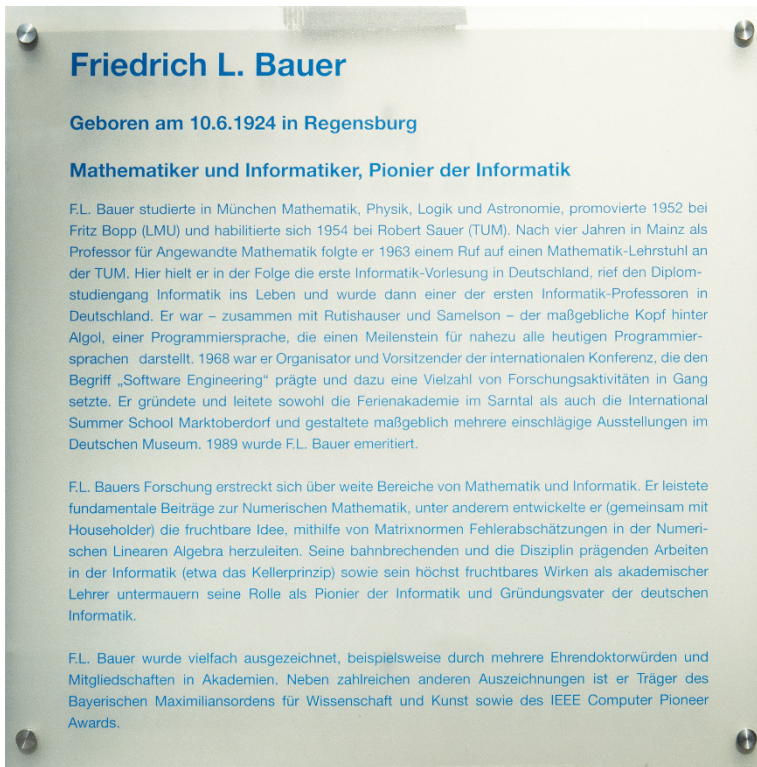 Friedrich L. Bauer
Geboren am 10.6.1924 in Regensburg
Mathematiker und Informatiker, Pionier der Informatik
F.L. Bauer studierte in München Mathematik, Physik, Logik und Astronomie, promovierte 1952 bei
Fritz Bopp (LMU) und habilitierte sich 1954 bei Robert Sauer (TUM). Nach vier Jahren in Mainz als
Professor für Angewandte Mathematik folgte er 1963 einem Ruf auf einen Mathematik-Lehrstuhl an
der TUM. Hier hielt er in der Folge die erste Informatik-Vorlesung in Deutschland, rief den Diplom-
studiengang Informatik ins Leben und wurde dann einer der ersten Informatik-Professoren in
Deutschland. Er war – zusammen mit Rutishauser und Samelson – der maßgebliche Kopf hinter
Algol, einer Programmiersprache, die einen Meilenstein für nahezu alle heutigen Programmier-
sprachen darstellt. 1968 war er Organisator und Vorsitzender der internationalen Konferenz, die den
Begriff „Software Engineering“ prägte und dazu eine Vielzahl von Forschungsaktivitäten in Gang
setzte. Er gründete und leitete sowohl die Ferienakademie im Sarntal als auch die International
Summer School Marktoberdorf und gestaltete maßgeblich mehrere einschlägige Ausstellungen im
Deutschen Museum. 1989 wurde F.L. Bauer emeritiert.
F.L. Bauers Forschung erstreckt sich über weite Bereiche von Mathematik und Informatik. Er leistete
fundamentale Beiträge zur Numerischen Mathematik, unter anderem entwickelte er (gemeinsam mit
Householder) die fruchtbare Idee, mithilfe von Matrixnormen Fehlerabschätzungen in der Numeri-
schen Linearen Algebra herzuleiten. Seine bahnbrechenden und die Disziplin prägenden Arbeiten
in der Informatik (etwa das Kellerprinzip) sowie sein höchst fruchtbares Wirken als akademischer
Lehrer untermauern seine Rolle als Pionier der Informatik und Gründungsvater der deutschen
Informatik.
F.L. Bauer wurde vielfach ausgezeichnet, beispielsweise durch mehrere Ehrendoktorwürden und
Mitgliedschaften in Akademien. Neben zahlreichen anderen Auszeichnungen ist er Träger des
Bayerischen Maximiliansordens für Wissenschaft und Kunst sowie des IEEE Computer Pioneer
Awards.